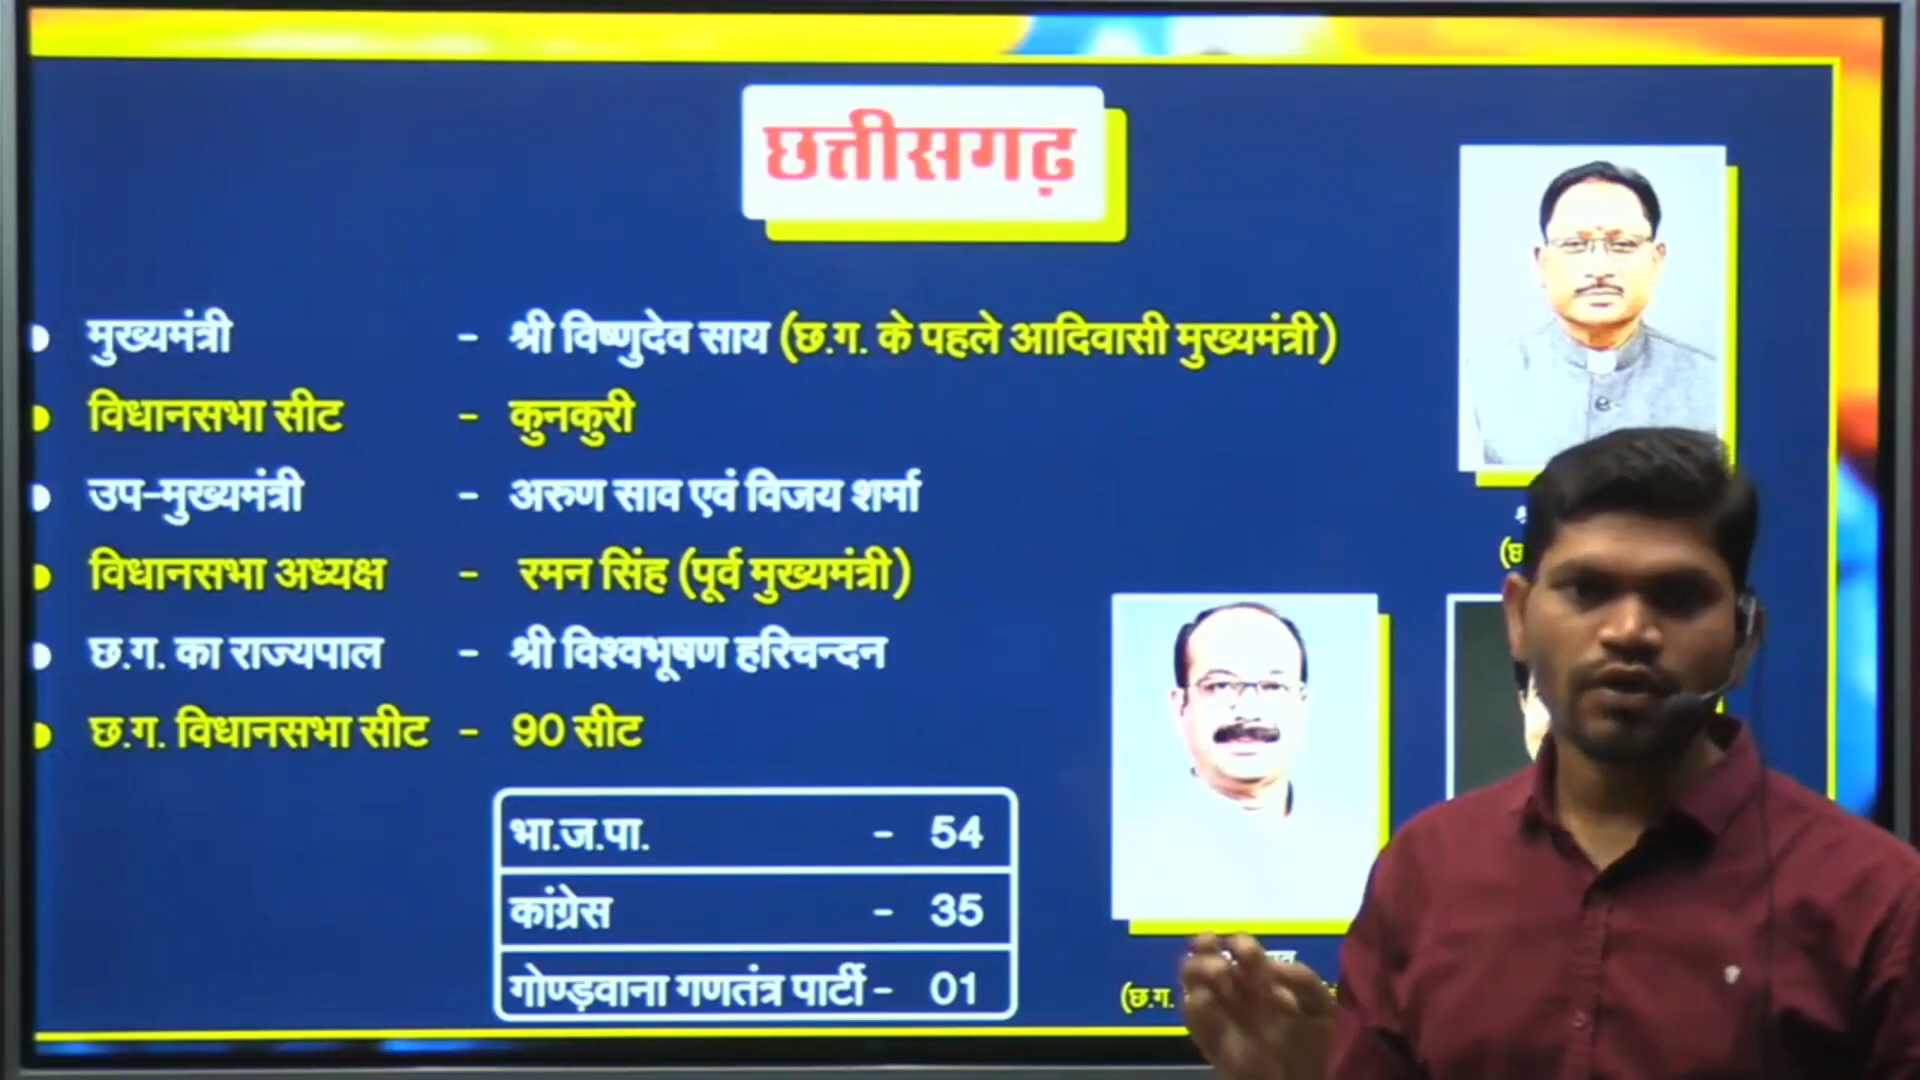 छत्तीसगढ़
मुख्यमंत्री - श्री विष्णुदेव साय (छ.ग. के पहले आदिवासी मुख्यमंत्री)
विधानसभा सीट - कुनकुरी
उप-मुख्यमंत्री - अरुण साव एवं विजय शर्मा
विधानसभा अध्यक्ष - रमन सिंह (पूर्व मुख्यमंत्री)
छ.ग. का राज्यपाल - श्री विश्वभूषण हरिचन्दन
छ.ग. विधानसभा सीट - 90 सीट
भा.ज.पा. - 54
कांग्रेस - 35
गोण्ड़वाना गणतंत्र पार्टी - 01
(छ.ग.